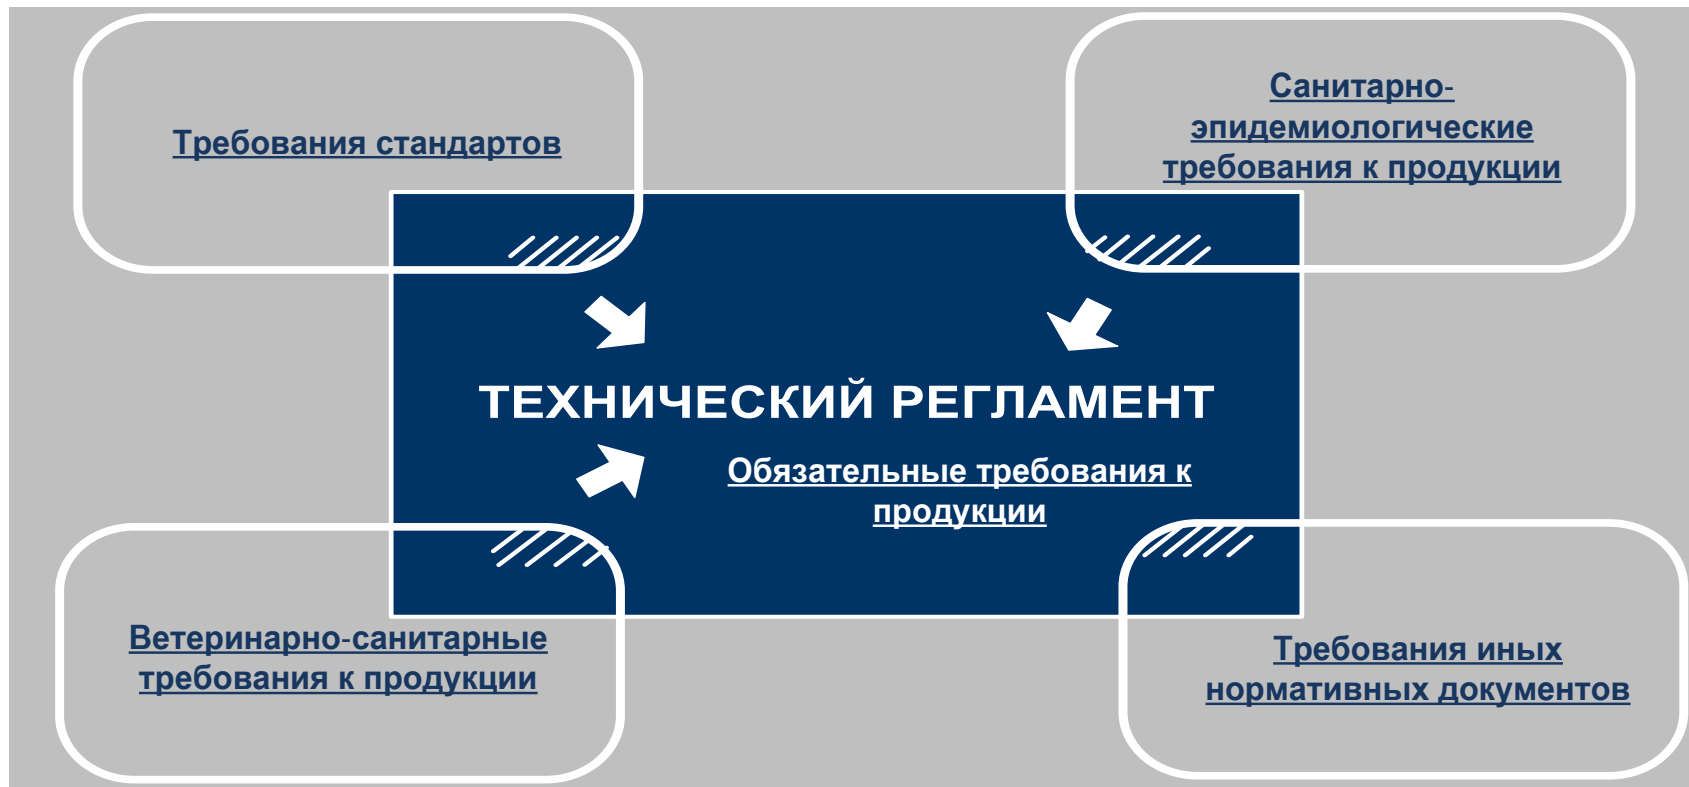 Требования стандартов
Санитарно-
эпидемиологические
требования к продукции
ТЕХНИЧЕСКИЙ РЕГЛАМЕНТ
Обязательные требования к
продукции
Ветеринарно-санитарные
требования к продукции
Требования иных
нормативных документов